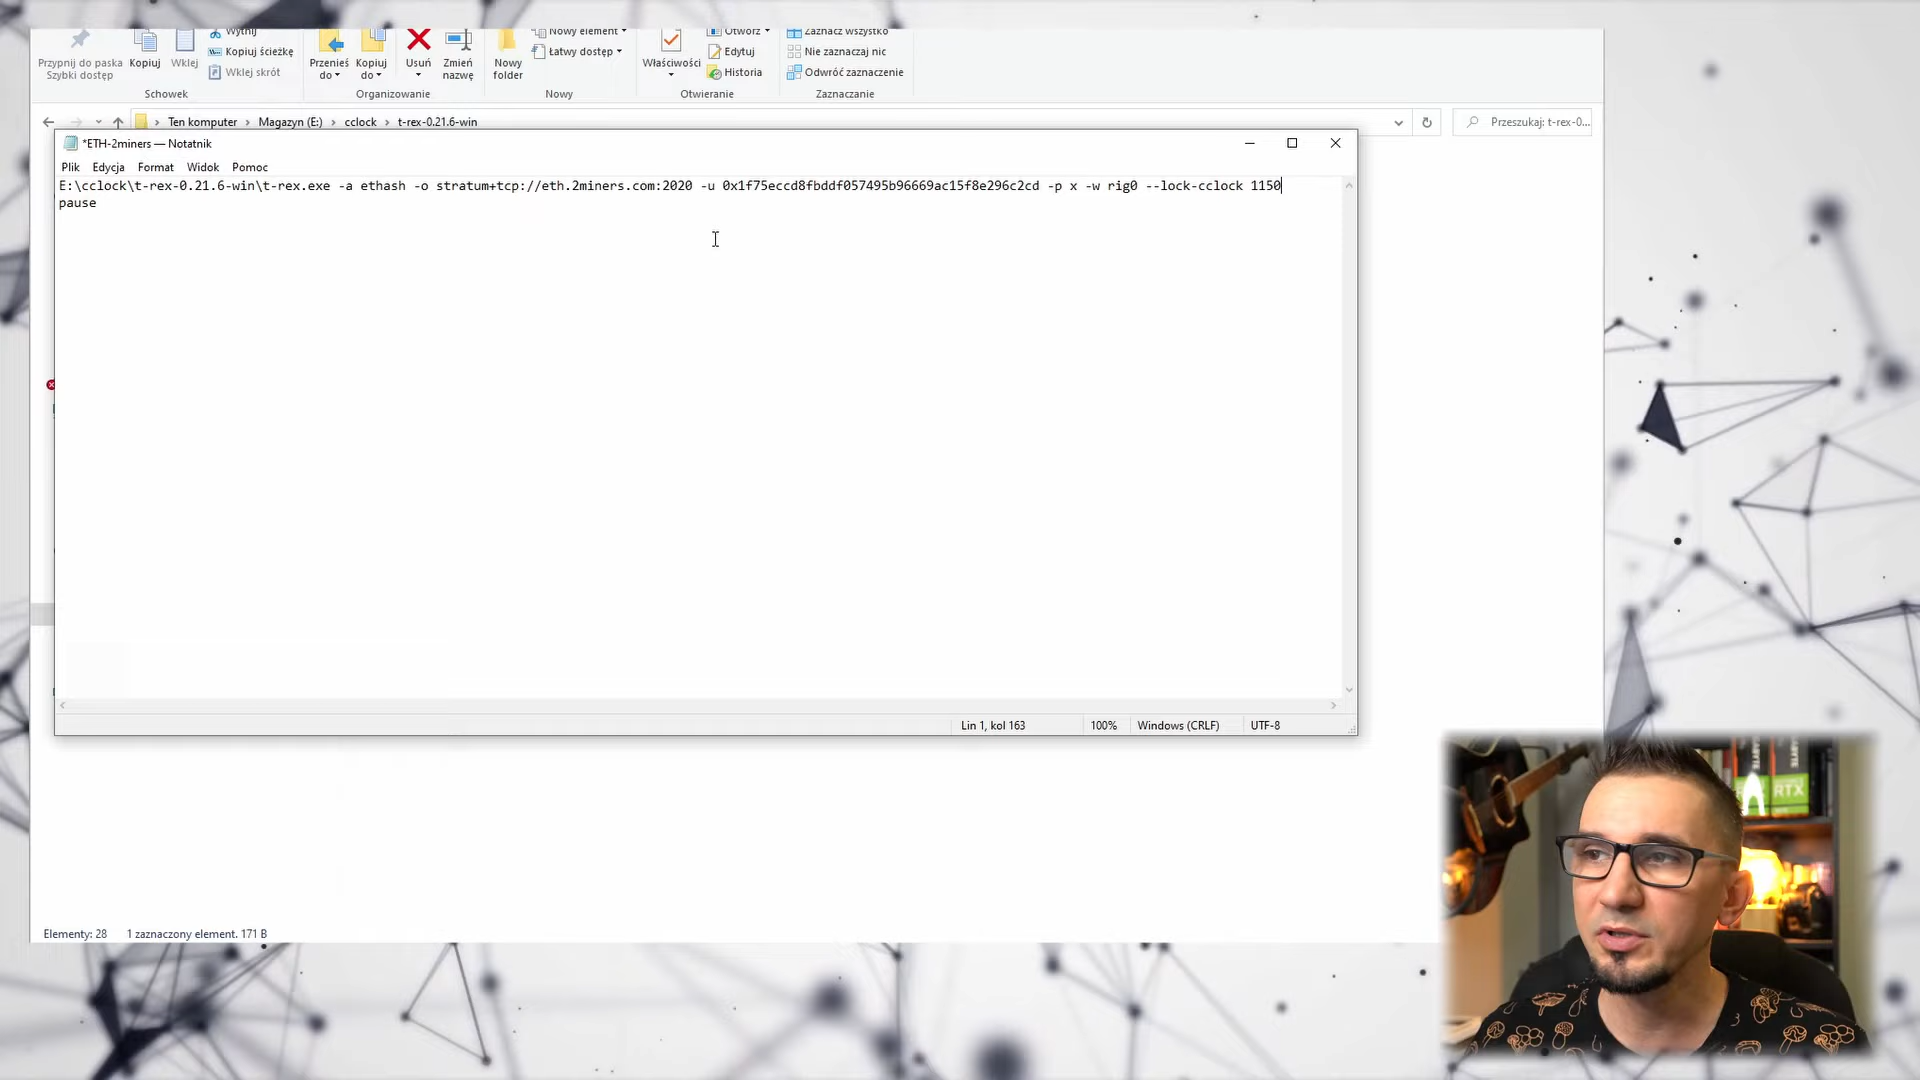 Wytnij
Nowy element
Otwórz
Zaznacz wszystko
Kopiuj ścieżkę
Łatwy dostęp
Edytuj
Nie zaznaczaj nic
Przypnij do paska
Szybki dostęp
Kopiuj
Wklej
Wklej skrót
Przenieś
do
Kopiuj
do
Usuń
Zmień
nazwę
Nowy
folder
Właściwości
Historia
Odwróć zaznaczenie
Schowek
Organizowanie
Nowy
Otwieranie
Zaznaczanie
Ten komputer
Magazyn (E:)
cclock
t-rex-0.21.6-win
Przeszukaj: t-rex-0...
*ETH-2miners — Notatnik
Plik
Edycja
Format
Widok
Pomoc
E:\cclock\t-rex-0.21.6-win\t-rex.exe -a ethash -o stratum+tcp://eth.2miners.com:2020 -u 0x1f75eccd8fbddf057495b96669ac15f8e296c2cd -p x -w rig0 --lock-cclock 1150
pause
Lin 1, kol 163
100%
Windows (CRLF)
UTF-8
Elementy: 28
1 zaznaczony element. 171 B
RTX